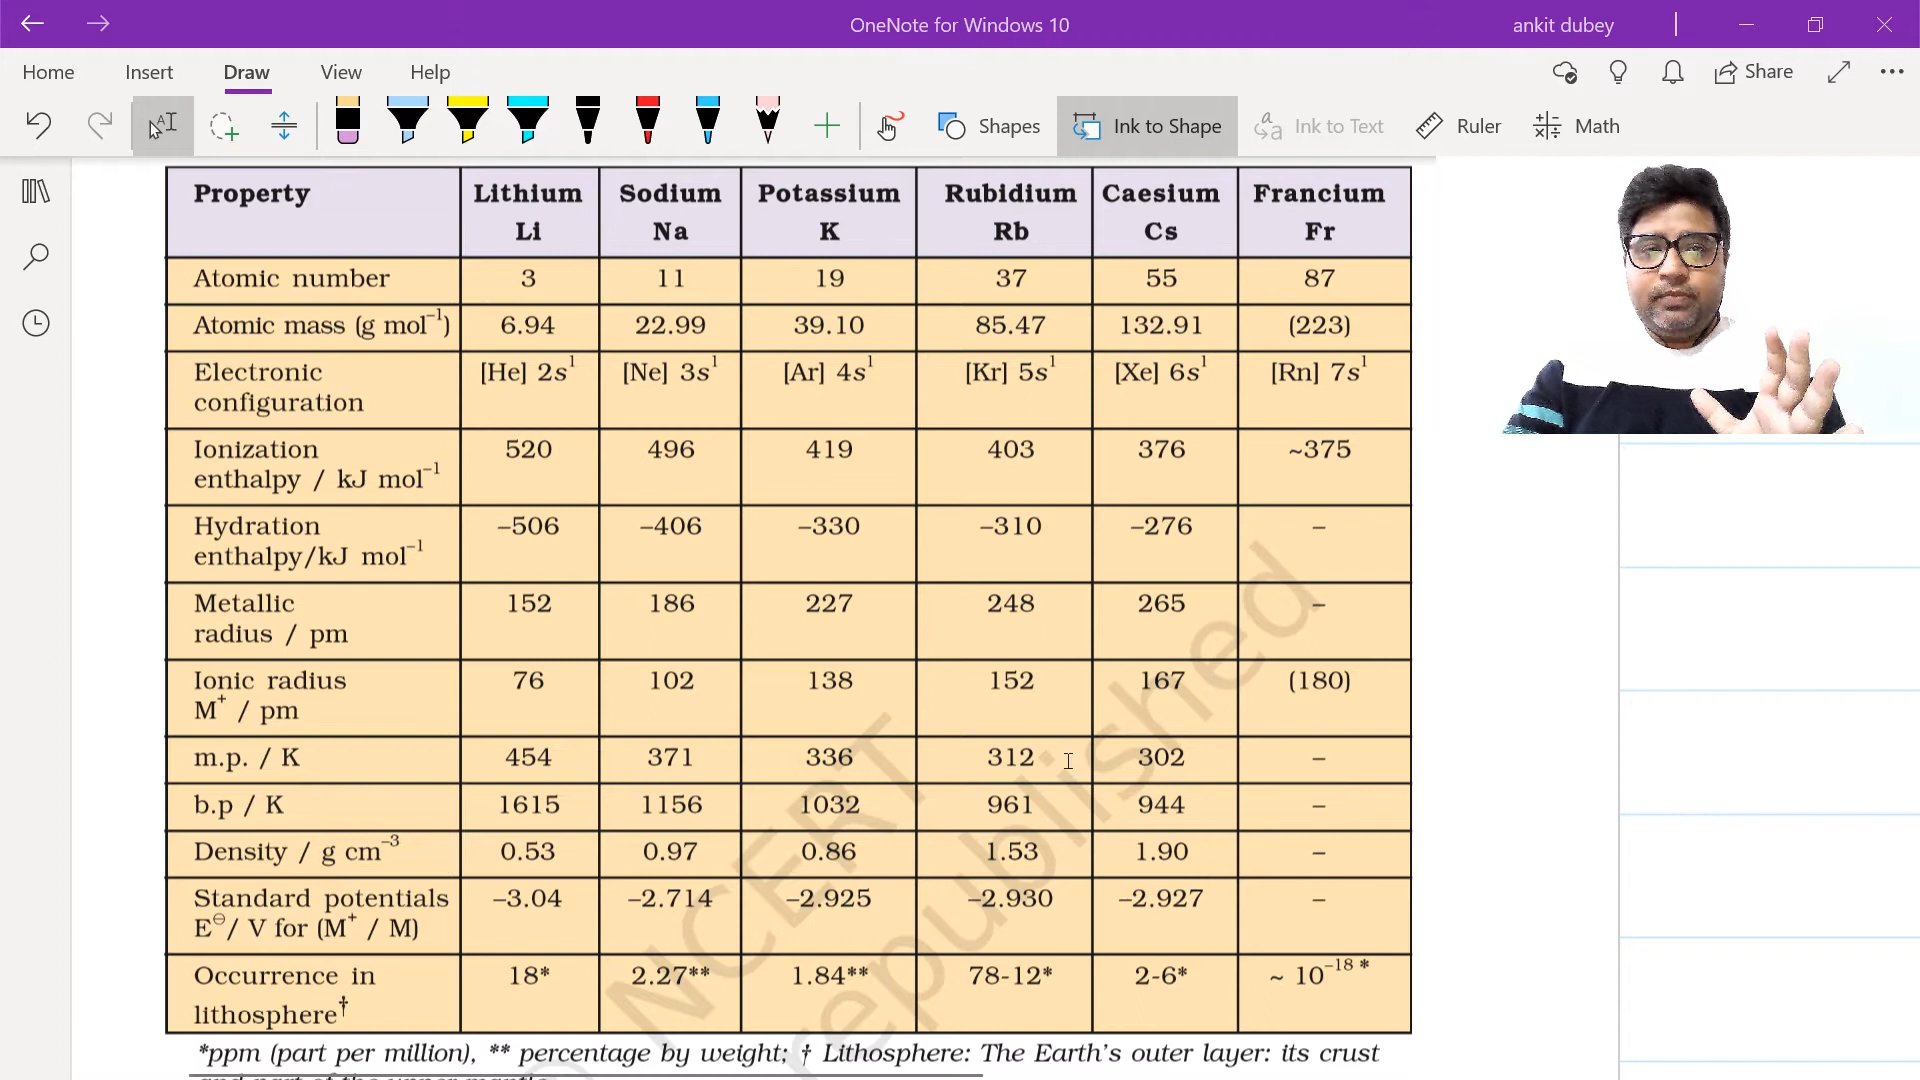 OneNote for Windows 10
ankit dubey
Home Insert Draw View Help
Share
Shapes Ink to Shape Ink to Text Ruler Math
Property Lithium Sodium Potassium Rubidium Caesium Francium
Li Na K Rb Cs Fr
Atomic number 3 11 19 37 55 87
Atomic mass (g mol⁻¹) 6.94 22.99 39.10 85.47 132.91 (223)
Electronic [He] 2s¹ [Ne] 3s¹ [Ar] 4s¹ [Kr] 5s¹ [Xe] 6s¹ [Rn] 7s¹
configuration
Ionization 520 496 419 403 376 ~375
enthalpy / kJ mol⁻¹
Hydration –506 –406 –330 –310 –276 –
enthalpy/kJ mol⁻¹
Metallic 152 186 227 248 265 –
radius / pm
Ionic radius 76 102 138 152 167 (180)
M⁺ / pm
m.p. / K 454 371 336 312 302 –
b.p / K 1615 1156 1032 961 944 –
Density / g cm⁻³ 0.53 0.97 0.86 1.53 1.90 –
Standard potentials –3.04 –2.714 –2.925 –2.930 –2.927 –
E⊖/ V for (M⁺ / M)
Occurrence in 18* 2.27** 1.84** 78-12* 2-6* ~ 10⁻¹⁸*
lithosphere†
*ppm (part per million), ** percentage by weight; † Lithosphere: The Earth's outer layer: its crust
and part of the upper mantle
NCERT
republished